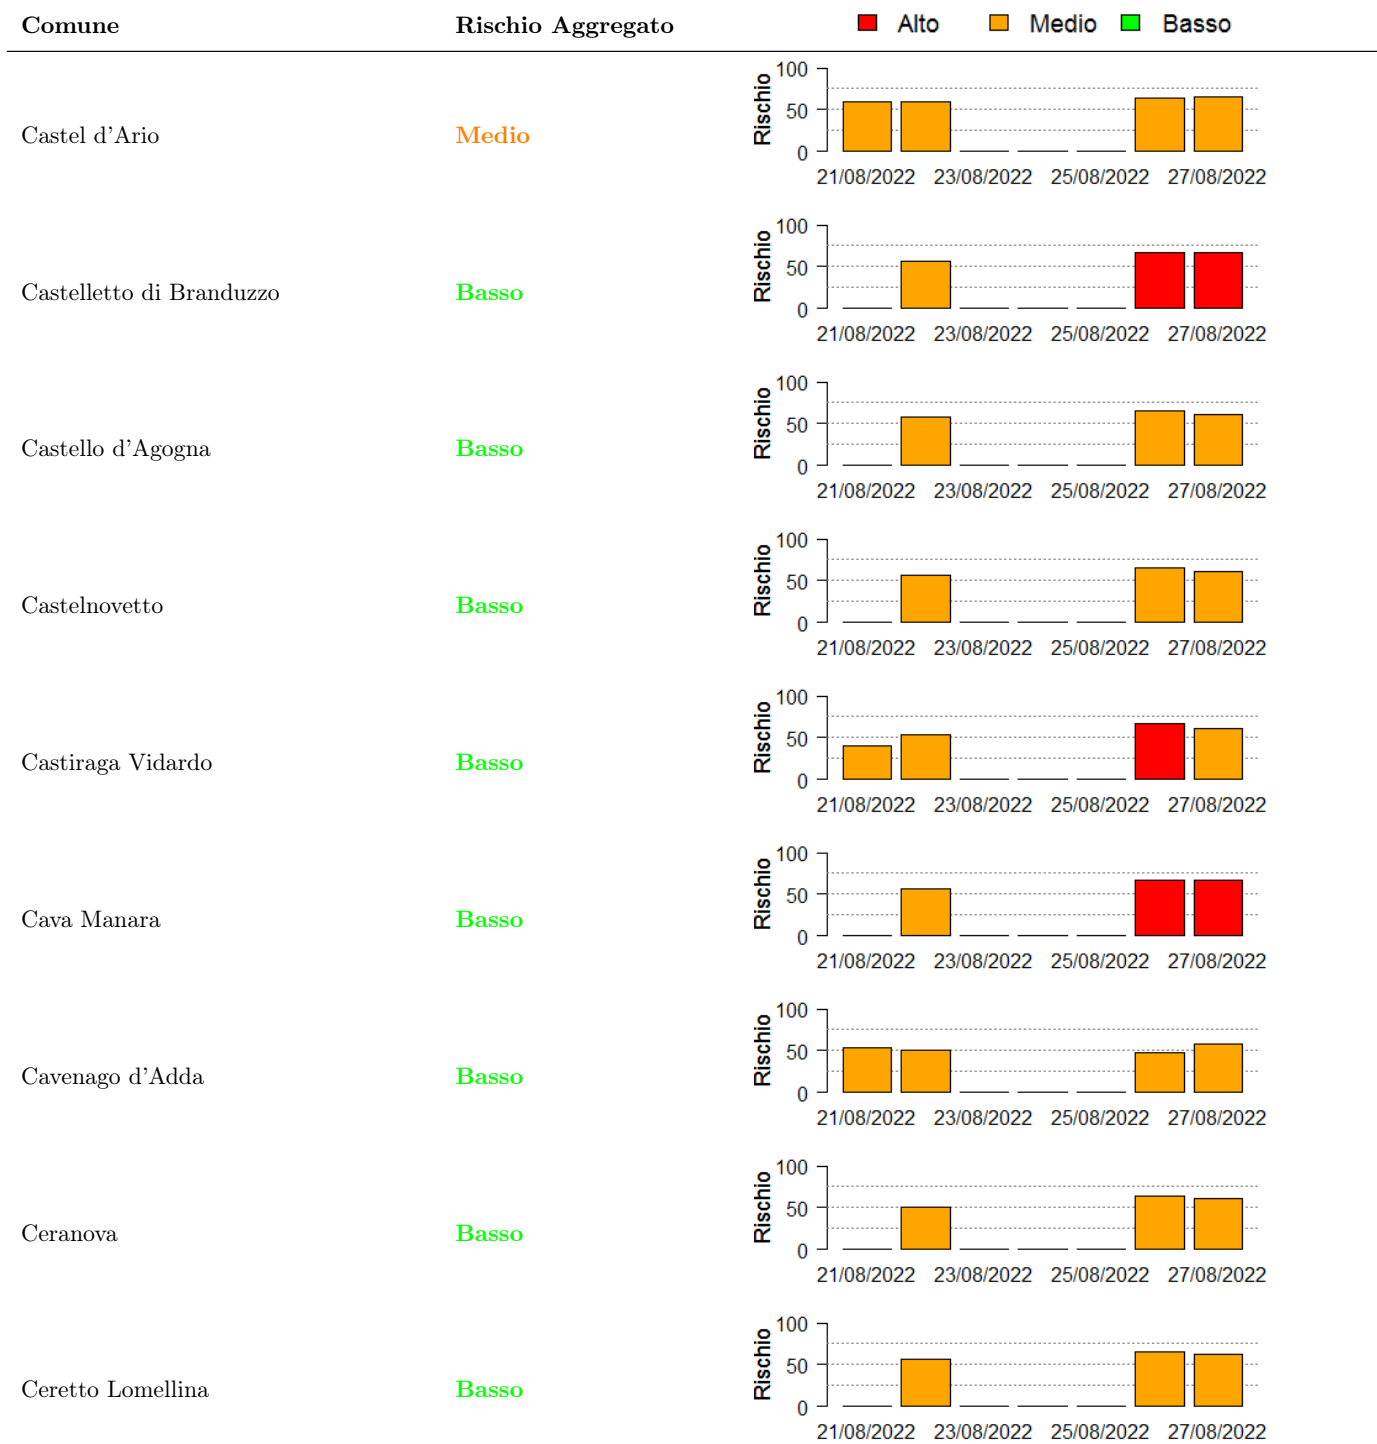 Comune Rischio Aggregato Alto Medio Basso
Castel d'Ario Medio
Rischio
100
50
0
21/08/2022 23/08/2022 25/08/2022 27/08/2022
Castelletto di Branduzzo Basso
Rischio
100
50
0
21/08/2022 23/08/2022 25/08/2022 27/08/2022
Castello d'Agogna Basso
Rischio
100
50
0
21/08/2022 23/08/2022 25/08/2022 27/08/2022
Castelnovetto Basso
Rischio
100
50
0
21/08/2022 23/08/2022 25/08/2022 27/08/2022
Castiraga Vidardo Basso
Rischio
100
50
0
21/08/2022 23/08/2022 25/08/2022 27/08/2022
Cava Manara Basso
Rischio
100
50
0
21/08/2022 23/08/2022 25/08/2022 27/08/2022
Cavenago d'Adda Basso
Rischio
100
50
0
21/08/2022 23/08/2022 25/08/2022 27/08/2022
Ceranova Basso
Rischio
100
50
0
21/08/2022 23/08/2022 25/08/2022 27/08/2022
Ceretto Lomellina Basso
Rischio
100
50
0
21/08/2022 23/08/2022 25/08/2022 27/08/2022